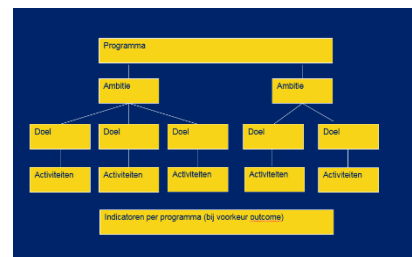 Programma
Ambitie Ambitie
Doel Doel Doel Doel Doel
Activiteiten Activiteiten Activiteiten Activiteiten Activiteiten
Indicatoren per programma (bij voorkeur outcome)